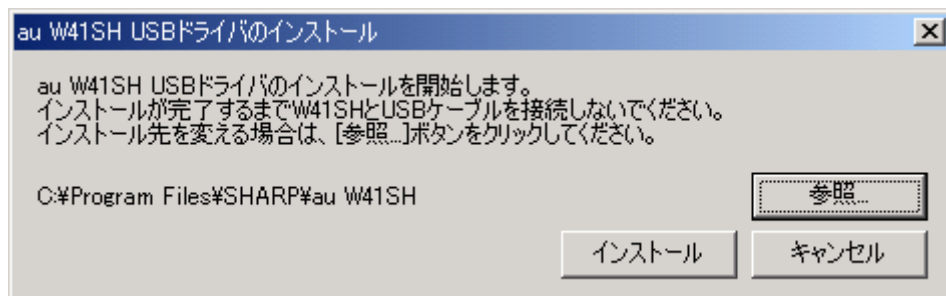 au W41SH USBドライバのインストール
au W41SH USBドライバのインストールを開始します。
インストールが完了するまでW41SHとUSBケーブルを接続しないでください。
インストール先を変える場合は、[参照...]ボタンをクリックしてください。
C:¥Program Files¥SHARP¥au W41SH
参照...
インストール
キャンセル